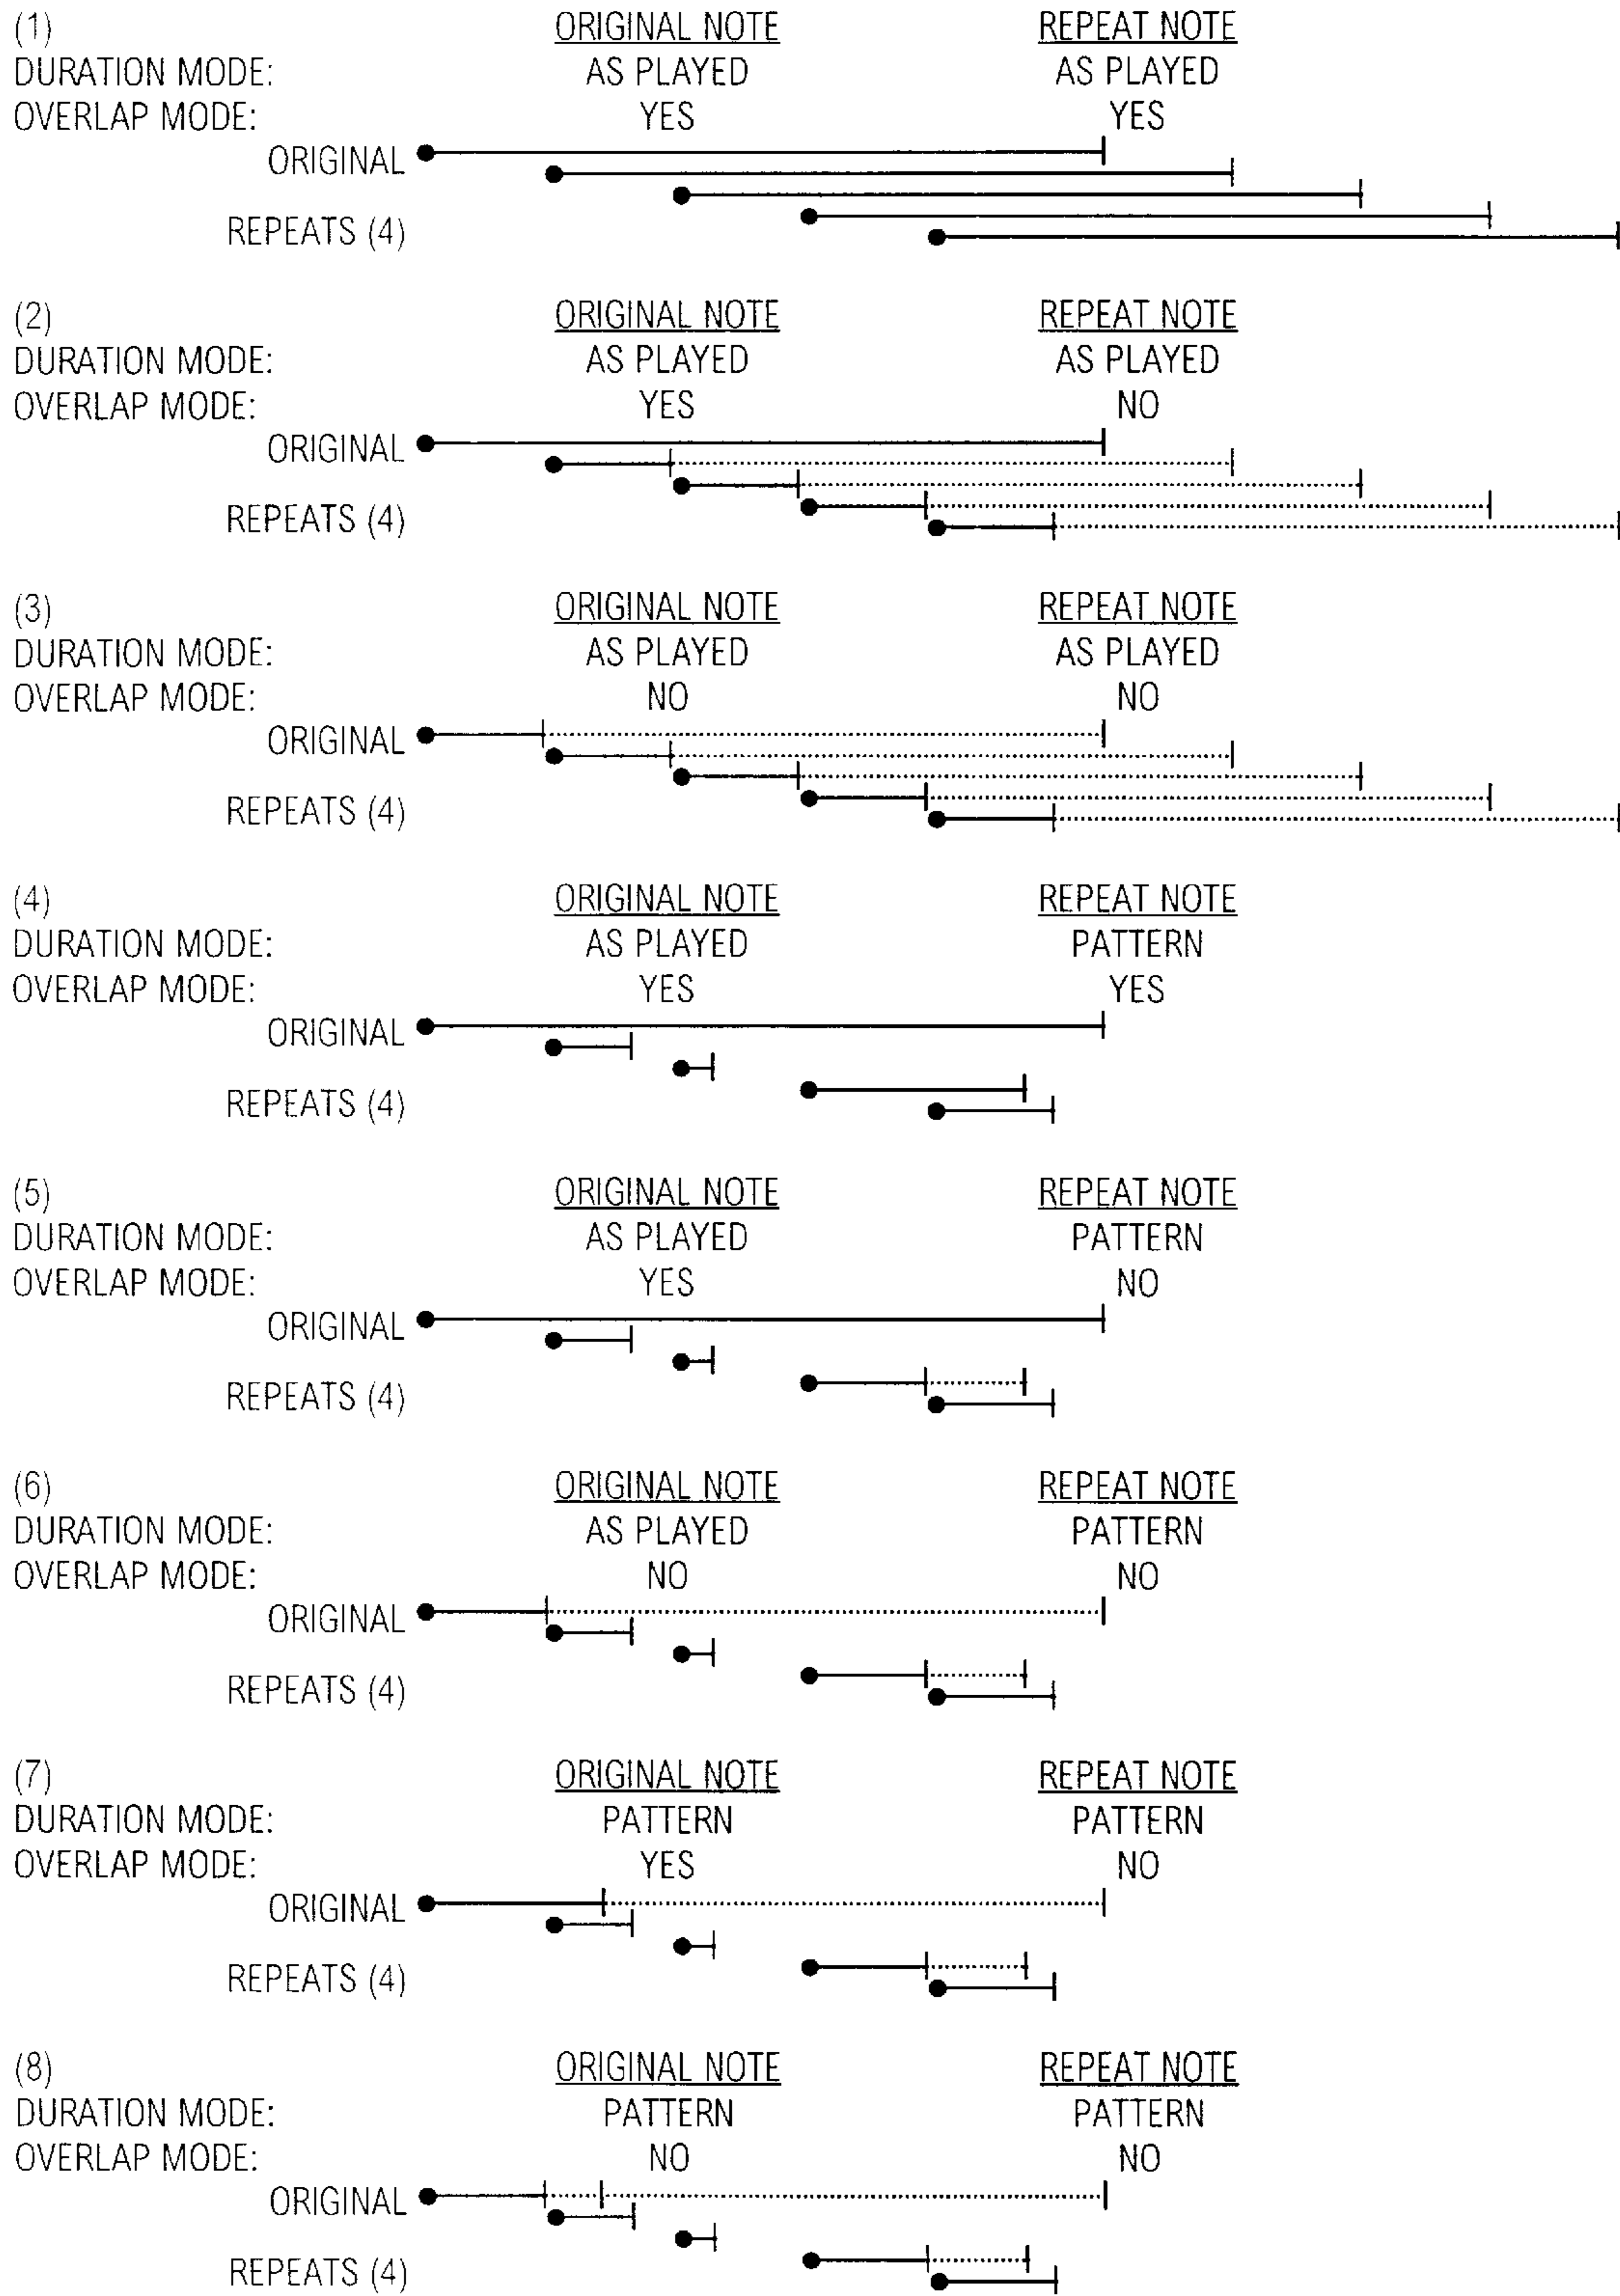 (1) ORIGINAL NOTE REPEAT NOTE
DURATION MODE: AS PLAYED AS PLAYED
OVERLAP MODE: YES YES
ORIGINAL
REPEATS (4)
(2) ORIGINAL NOTE REPEAT NOTE
DURATION MODE: AS PLAYED AS PLAYED
OVERLAP MODE: YES NO
ORIGINAL
REPEATS (4)
(3) ORIGINAL NOTE REPEAT NOTE
DURATION MODE: AS PLAYED AS PLAYED
OVERLAP MODE: NO NO
ORIGINAL
REPEATS (4)
(4) ORIGINAL NOTE REPEAT NOTE
DURATION MODE: AS PLAYED PATTERN
OVERLAP MODE: YES YES
ORIGINAL
REPEATS (4)
(5) ORIGINAL NOTE REPEAT NOTE
DURATION MODE: AS PLAYED PATTERN
OVERLAP MODE: YES NO
ORIGINAL
REPEATS (4)
(6) ORIGINAL NOTE REPEAT NOTE
DURATION MODE: AS PLAYED PATTERN
OVERLAP MODE: NO NO
ORIGINAL
REPEATS (4)
(7) ORIGINAL NOTE REPEAT NOTE
DURATION MODE: PATTERN PATTERN
OVERLAP MODE: YES NO
ORIGINAL
REPEATS (4)
(8) ORIGINAL NOTE REPEAT NOTE
DURATION MODE: PATTERN PATTERN
OVERLAP MODE: NO NO
ORIGINAL
REPEATS (4)